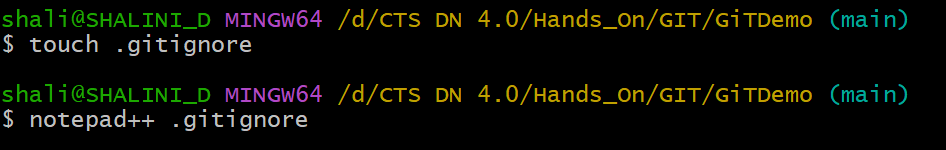 shali@SHALINI_D MINGW64 /d/CTS DN 4.0/Hands_On/GIT/GiTDemo (main)
$ touch .gitignore
shali@SHALINI_D MINGW64 /d/CTS DN 4.0/Hands_On/GIT/GiTDemo (main)
$ notepad++ .gitignore